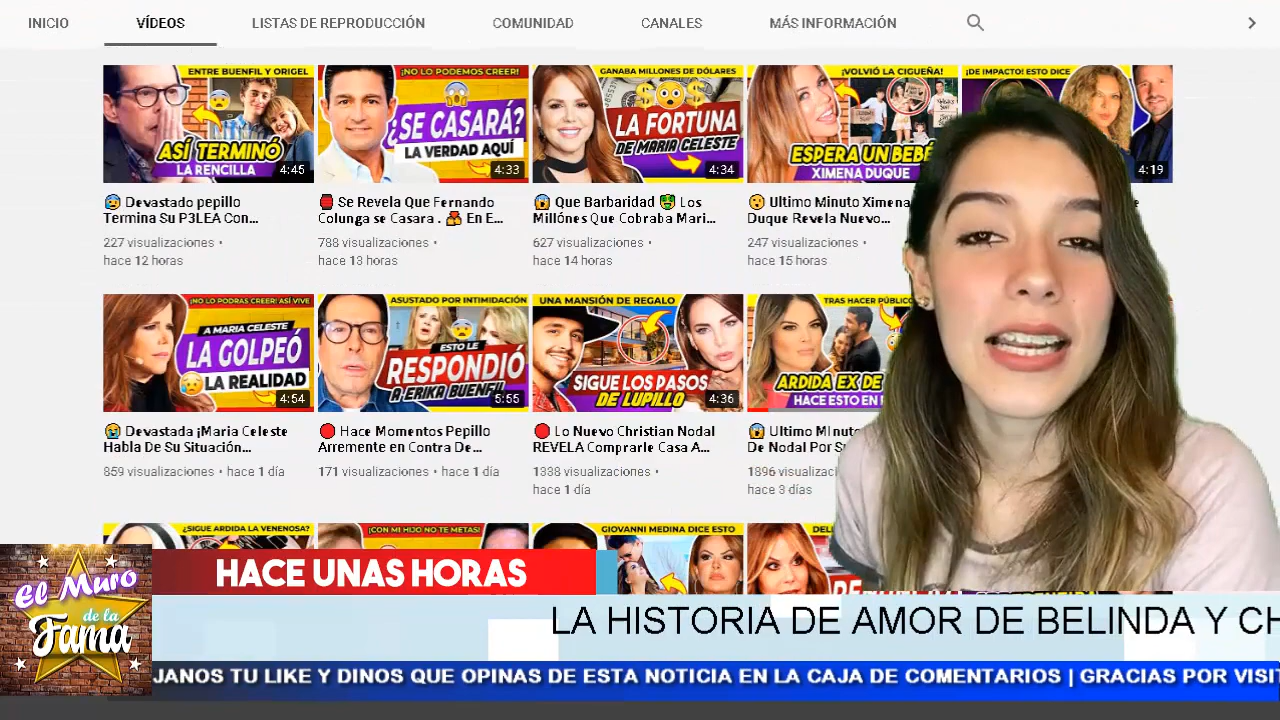 INICIO VÍDEOS LISTAS DE REPRODUCCIÓN COMUNIDAD CANALES MÁS INFORMACIÓN
ENTRE BUENFIL Y ORIGEL
ASÍ TERMINÓ
LA RENCILLA
4:45
¡NO LO PODEMOS CREER!
¿SE CASARÁ?
LA VERDAD AQUÍ
4:33
GANABA MILLONES DE DÓLARES
LA FORTUNA
DE MARIA CELESTE
4:34
¡VOLVIÓ LA CIGUEÑA!
ESPERA UN BEBÉ
XIMENA DUQUE
¡DE IMPACTO! ESTO DICE
4:19
Devastado pepillo
Termina Su P3LEA Con...
227 visualizaciones •
hace 12 horas
Se Revela Que Fernando
Colunga se Casara . En E...
788 visualizaciones •
hace 13 horas
Que Barbaridad Los
Millónes Que Cobraba Mari...
627 visualizaciones •
hace 14 horas
Ultimo Minuto Ximena
Duque Revela Nuevo...
247 visualizaciones •
hace 15 horas
¡NO LO PODRAS CREER! ASÍ VIVE
A MARIA CELESTE
LA GOLPEÓ
LA REALIDAD
4:54
ASUSTADO POR INTIMIDACIÓN
ESTO LE
RESPONDIÓ
A ERIKA BUENFIL
5:55
UNA MANSIÓN DE REGALO
SIGUE LOS PASOS
DE LUPILLO
4:36
TRAS HACER PÚBLICO
ARDIDA EX DE
HACE ESTO EN
Devastada ¡Maria Celeste
Habla De Su Situación...
859 visualizaciones • hace 1 día
Hace Momentos Pepillo
Arremente en Contra De...
171 visualizaciones • hace 1 día
Lo Nuevo Christian Nodal
REVELA Comprarle Casa A...
1338 visualizaciones •
hace 1 día
Ultimo MInuto
De Nodal Por Su
1896
hace 3 días
¿SIGUE ARDIDA LA VENENOSA?
¡CON MI HIJO NO TE METAS!
GIOVANNI MEDINA DICE ESTO
El Muro
de la
Fama
HACE UNAS HORAS
LA HISTORIA DE AMOR DE BELINDA Y CH
JANOS TU LIKE Y DINOS QUE OPINAS DE ESTA NOTICIA EN LA CAJA DE COMENTARIOS | GRACIAS POR VISIT